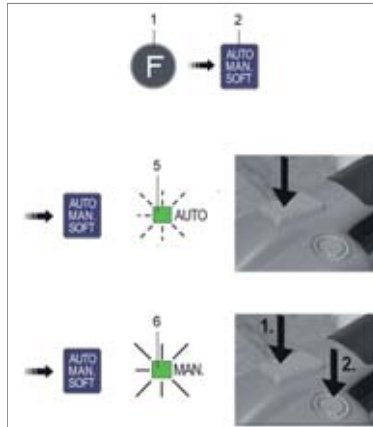 1 2
F AUTO
MAN.
SOFT
5
AUTO
MAN.
SOFT
AUTO
6
AUTO
MAN.
SOFT
MAN.
1.
2.